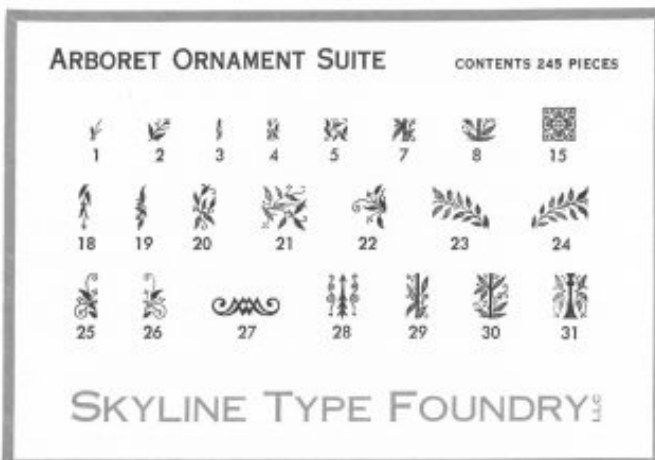 ARBORET ORNAMENT SUITE CONTENTS 245 PIECES
1 2 3 4 5 7 8 15
18 19 20 21 22 23 24
25 26 27 28 29 30 31
SKYLINE TYPE FOUNDRY LLC